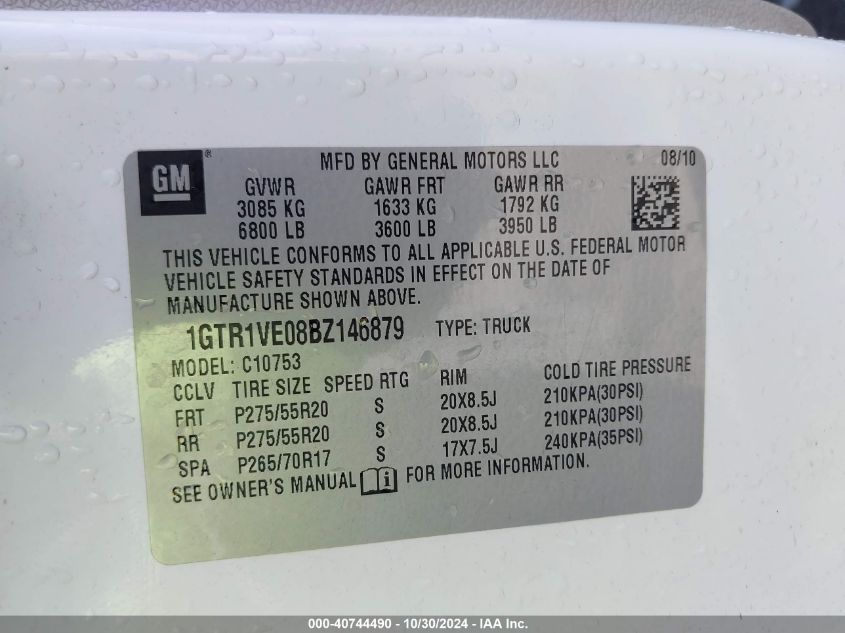 GM ® MFD BY GENERAL MOTORS LLC 08/10
GVWR GAWR FRT GAWR RR
3085 KG 1633 KG 1792 KG
6800 LB 3600 LB 3950 LB
THIS VEHICLE CONFORMS TO ALL APPLICABLE U.S. FEDERAL MOTOR
VEHICLE SAFETY STANDARDS IN EFFECT ON THE DATE OF
MANUFACTURE SHOWN ABOVE.
1GTR1VE08BZ146879 TYPE: TRUCK
MODEL: C10753
CCLV TIRE SIZE SPEED RTG RIM COLD TIRE PRESSURE
FRT P275/55R20 S 20X8.5J 210KPA(30PSI)
RR P275/55R20 S 20X8.5J 210KPA(30PSI)
SPA P265/70R17 S 17X7.5J 240KPA(35PSI)
SEE OWNER'S MANUAL i FOR MORE INFORMATION.
000-40744490 - 10/30/2024 - IAA Inc.